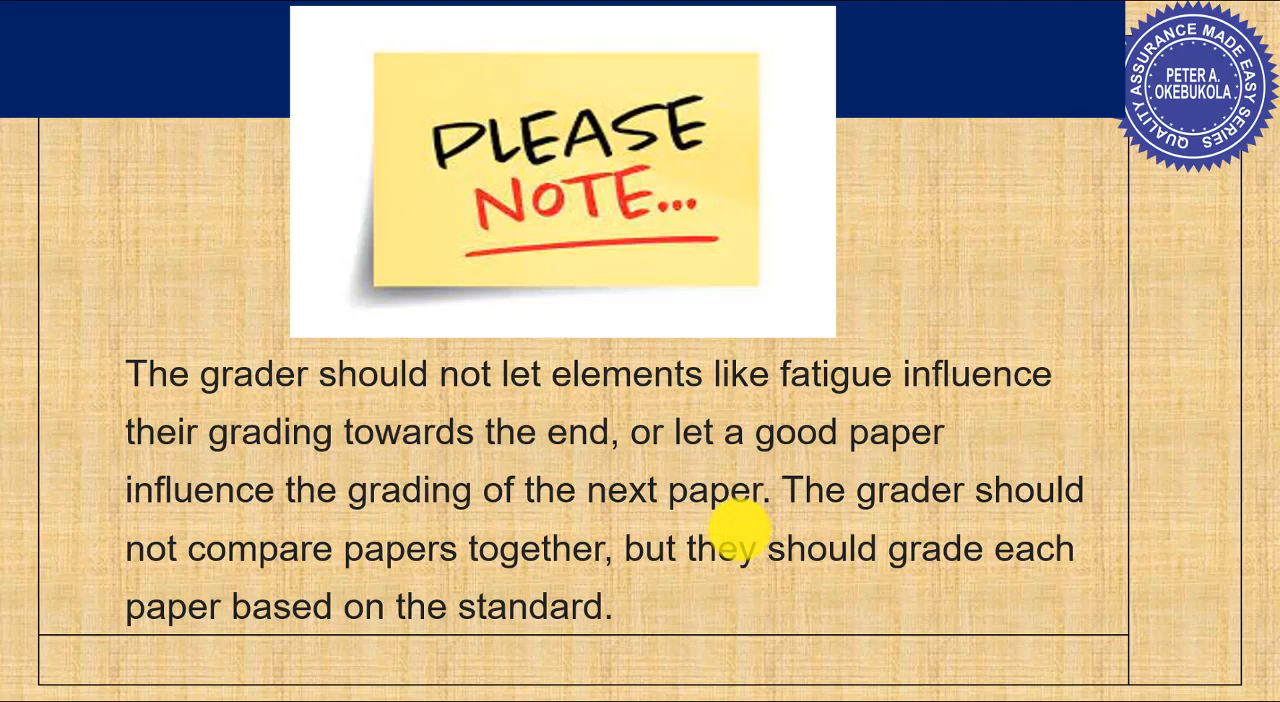 PLEASE
NOTE...
QUALITY ASSURANCE MADE EASY SERIES
PETER A.
OKEBUKOLA
The grader should not let elements like fatigue influence
their grading towards the end, or let a good paper
influence the grading of the next paper. The grader should
not compare papers together, but they should grade each
paper based on the standard.